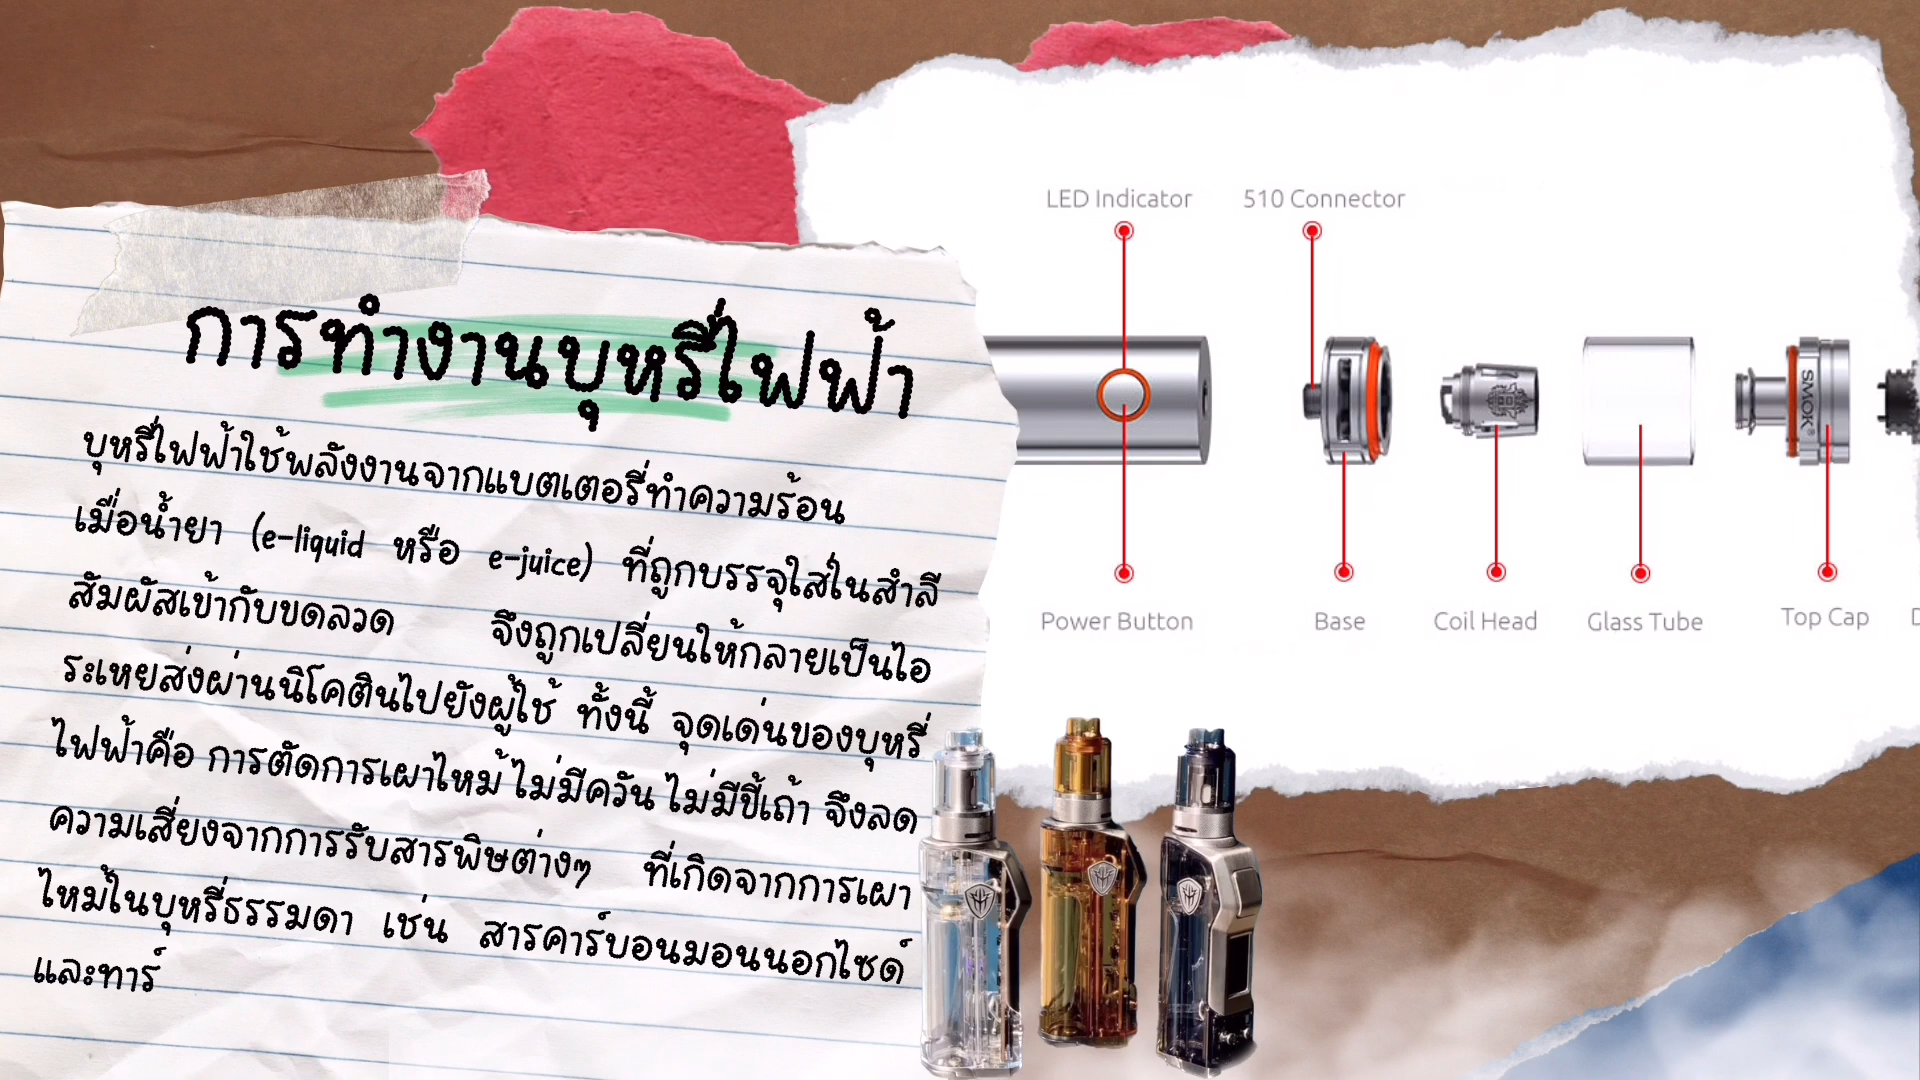 การทำงานบุหรี่ไฟฟ้า
บุหรี่ไฟฟ้าใช้พลังงานจากแบตเตอรี่ทำความร้อน
เมื่อน้ำยา (e-liquid หรือ e-juice) ที่ถูกบรรจุใส่ในสำลี
สัมผัสเข้ากับขดลวด จึงถูกเปลี่ยนให้กลายเป็นไอ
ระเหยส่งผ่านนิโคตินไปยังผู้ใช้ ทั้งนี้ จุดเด่นของบุหรี่
ไฟฟ้าคือ การตัดการเผาไหม้ ไม่มีควัน ไม่มีขี้เถ้า จึงลด
ความเสี่ยงจากการรับสารพิษต่างๆ ที่เกิดจากการเผา
ไหม้ในบุหรี่ธรรมดา เช่น สารคาร์บอนมอนนอกไซด์
และทาร์
LED Indicator
510 Connector
SMOK®
Power Button
Base
Coil Head
Glass Tube
Top Cap